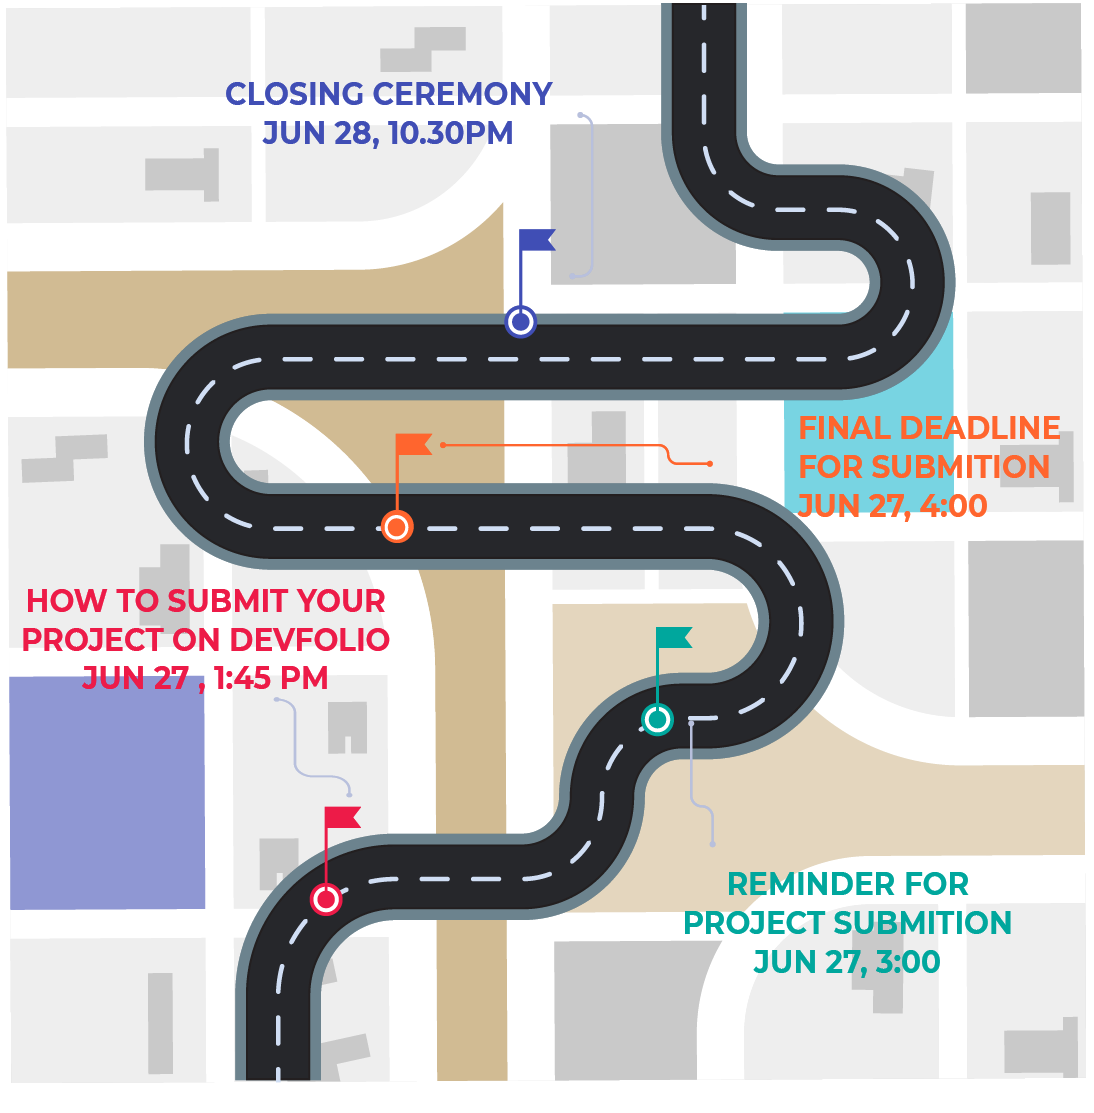 CLOSING CEREMONY
JUN 28, 10.30PM
FINAL DEADLINE
FOR SUBMITION
JUN 27, 4:00
HOW TO SUBMIT YOUR
PROJECT ON DEVFOLIO
JUN 27 , 1:45 PM
REMINDER FOR
PROJECT SUBMITION
JUN 27, 3:00